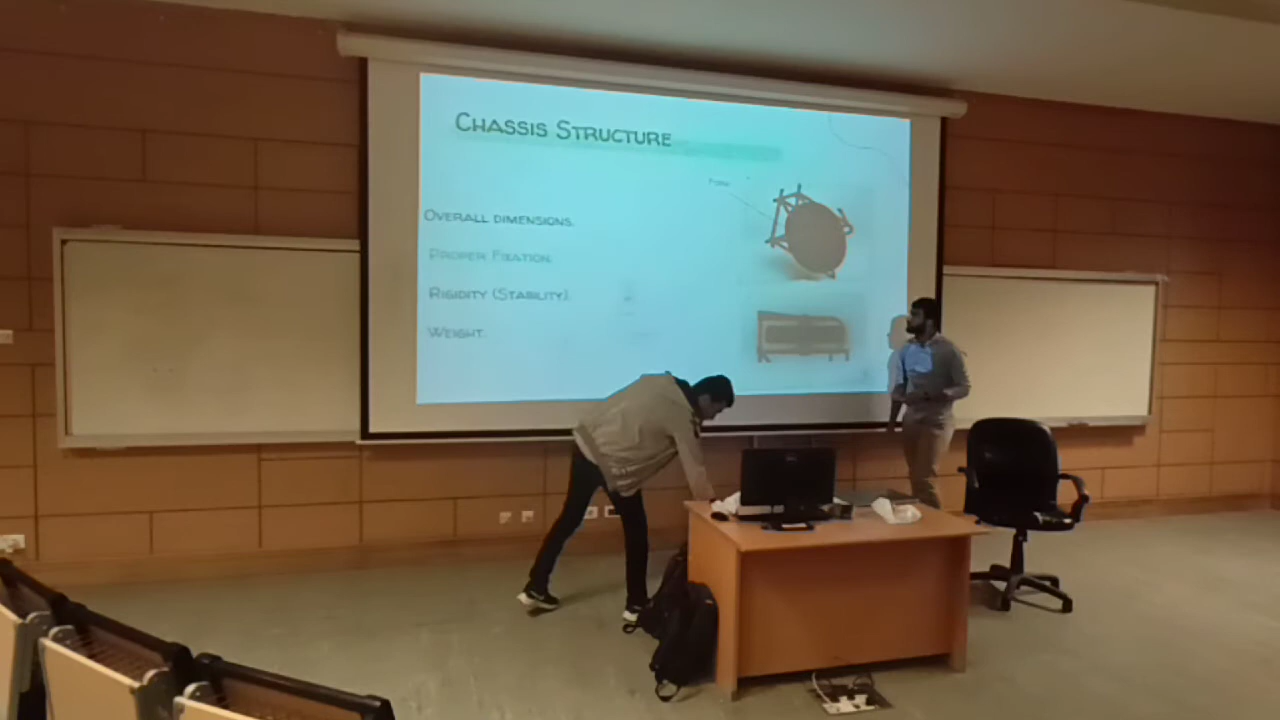 Chassis Structure
Overall dimensions.
Proper Fixation.
Rigidity (Stability).
Weight.